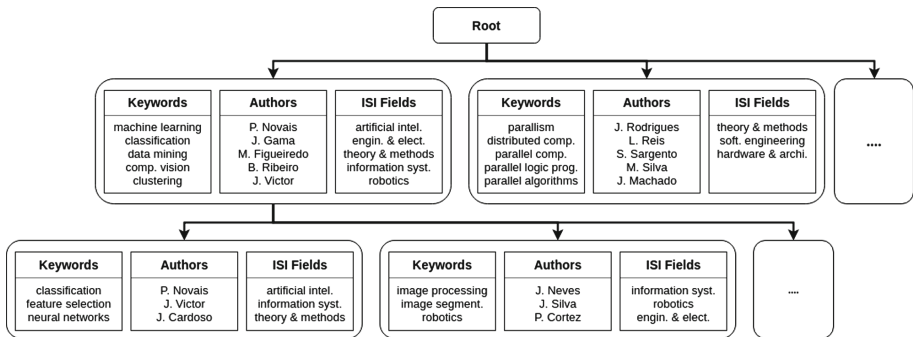 Root
Keywords
machine learning
classification
data mining
comp. vision
clustering
Authors
P. Novais
J. Gama
M. Figueiredo
B. Ribeiro
J. Victor
ISI Fields
artificial intel.
engin. & elect.
theory & methods
information syst.
robotics
Keywords
parallism
distributed comp.
parallel comp.
parallel logic prog.
parallel algorithms
Authors
J. Rodrigues
L. Reis
S. Sargento
M. Silva
J. Machado
ISI Fields
theory & methods
soft. engineering
hardware & archi.
....
Keywords
classification
feature selection
neural networks
Authors
P. Novais
J. Victor
J. Cardoso
ISI Fields
artificial intel.
information syst.
theory & methods
Keywords
image processing
image segment.
robotics
Authors
J. Neves
J. Silva
P. Cortez
ISI Fields
information syst.
robotics
engin. & elect.
....